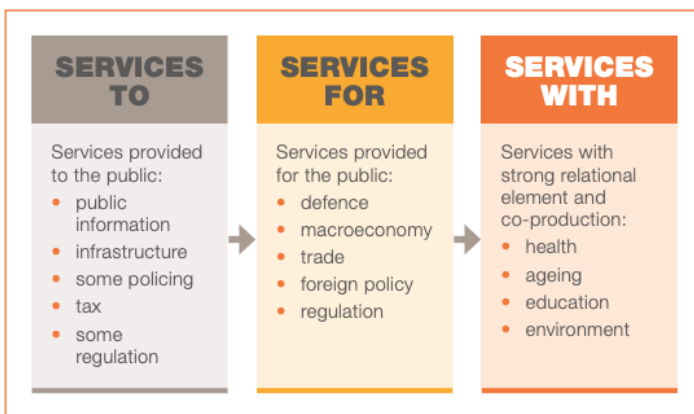 SERVICES
TO
Services provided
to the public:
• public
information
• infrastructure
• some policing
• tax
• some
regulation
SERVICES
FOR
Services provided
for the public:
• defence
• macroeconomy
• trade
• foreign policy
• regulation
SERVICES
WITH
Services with
strong relational
element and
co-production:
• health
• ageing
• education
• environment